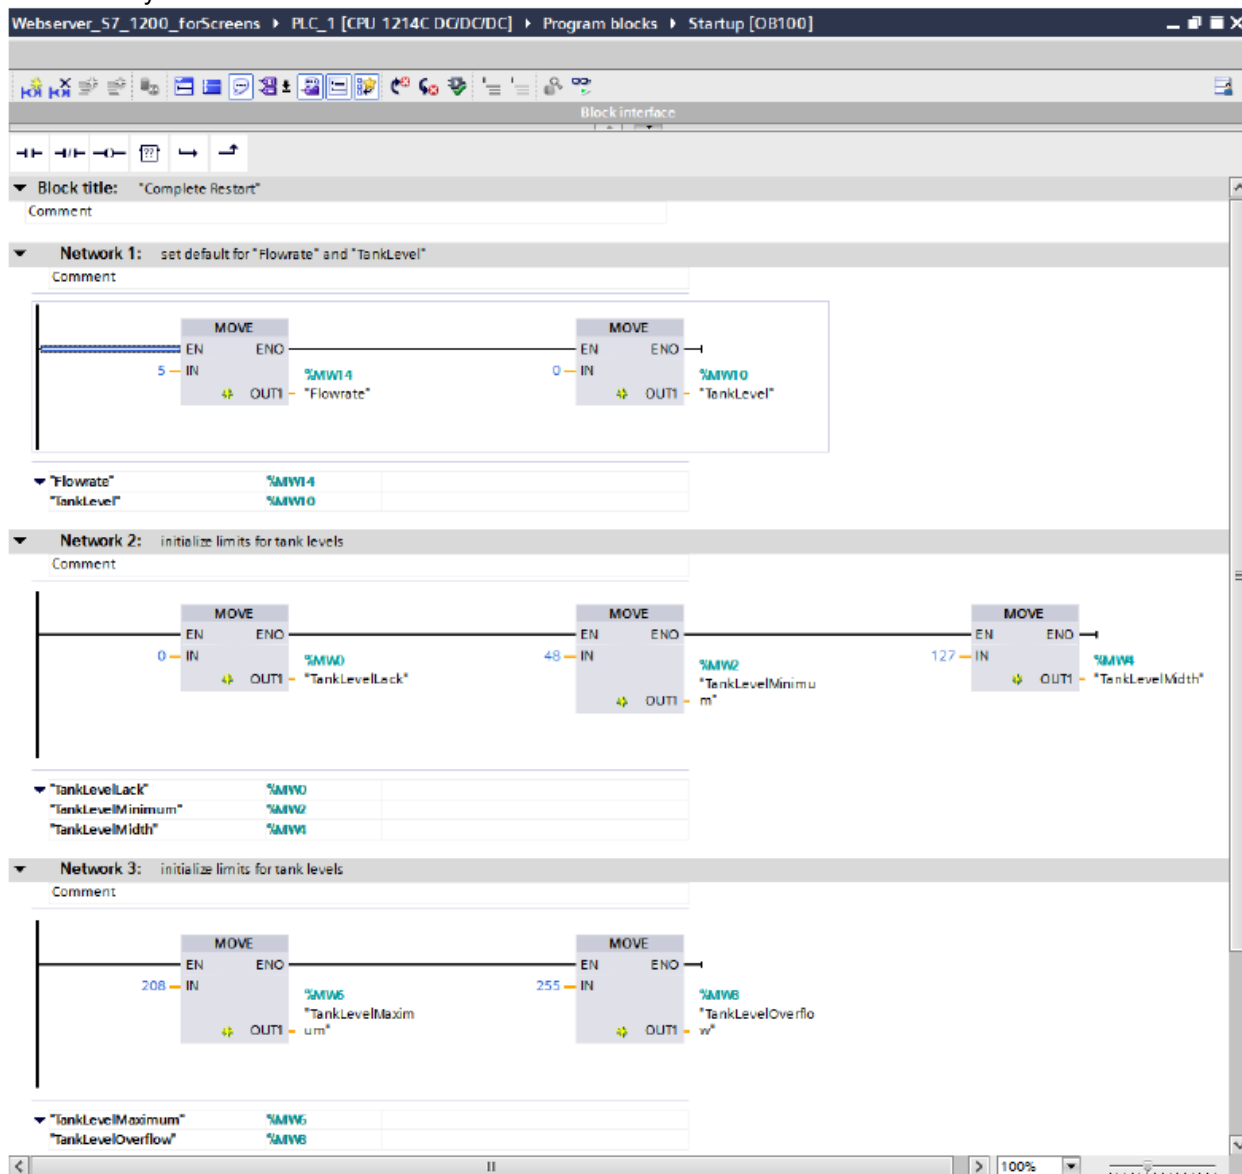 Webserver_S7_1200_forScreens ▸ PLC_1 [CPU 1214C DC/DC/DC] ▸ Program blocks ▸ Startup [OB100]
Block interface
??
Block title: "Complete Restart"
Comment
Network 1: set default for "Flowrate" and "TankLevel"
Comment
MOVE MOVE
EN ENO EN ENO
5 IN 0 IN
%MW14 %MW10
OUT1 "Flowrate" OUT1 "TankLevel"
"Flowrate" %MW14
"TankLevel" %MW10
Network 2: initialize limits for tank levels
Comment
MOVE MOVE MOVE
EN ENO EN ENO EN ENO
0 IN 48 IN 127 IN
%MW0 %MW2 %MW4
OUT1 "TankLevelLack" "TankLevelMinimu OUT1 "TankLevelMidth"
OUT1 m"
"TankLevelLack" %MW0
"TankLevelMinimum" %MW2
"TankLevelMidth" %MW4
Network 3: initialize limits for tank levels
Comment
MOVE MOVE
EN ENO EN ENO
208 IN 255 IN
%MW6 %MW8
"TankLevelMaxim "TankLevelOverflo
OUT1 um" OUT1 w"
"TankLevelMaximum" %MW6
"TankLevelOverflow" %MW8
100%